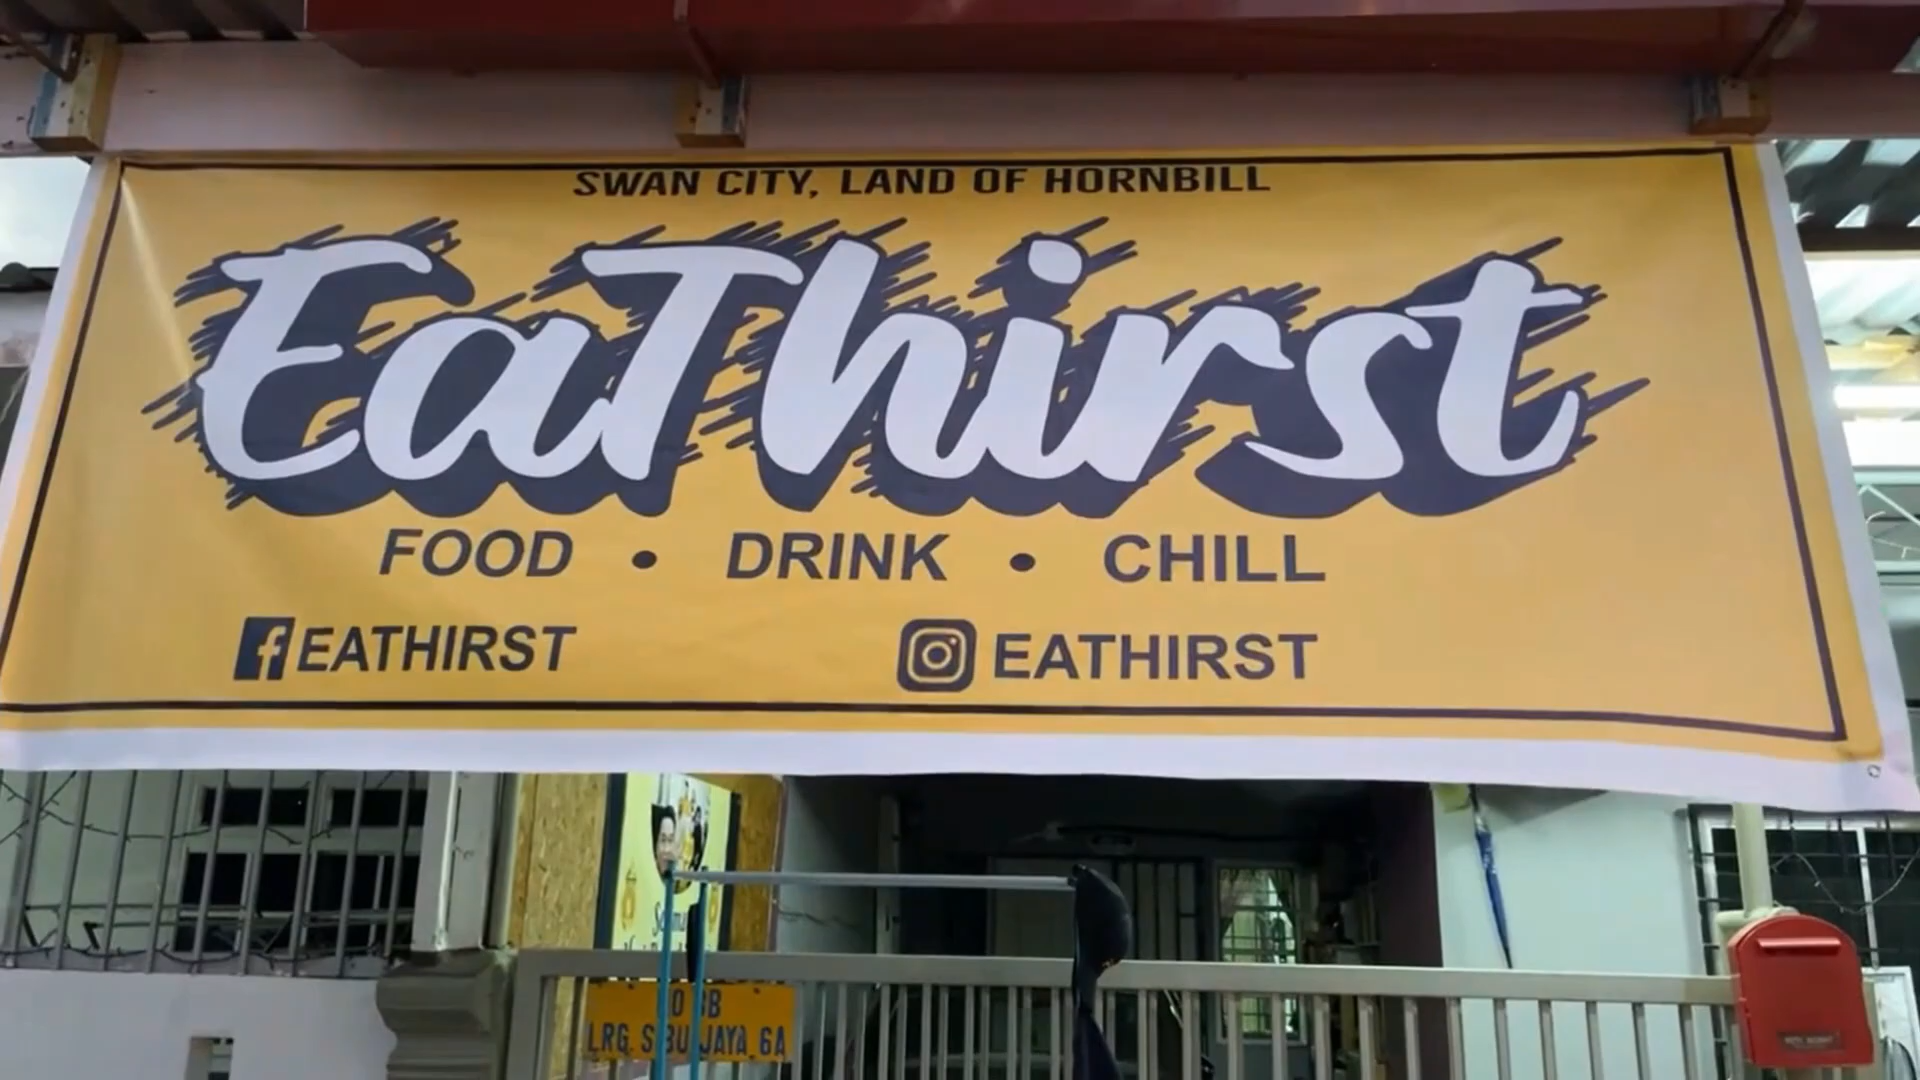 SWAN CITY, LAND OF HORNBILL
EaThirst
FOOD • DRINK • CHILL
EATHIRST
EATHIRST
LRG. SIBU JAYA 6A